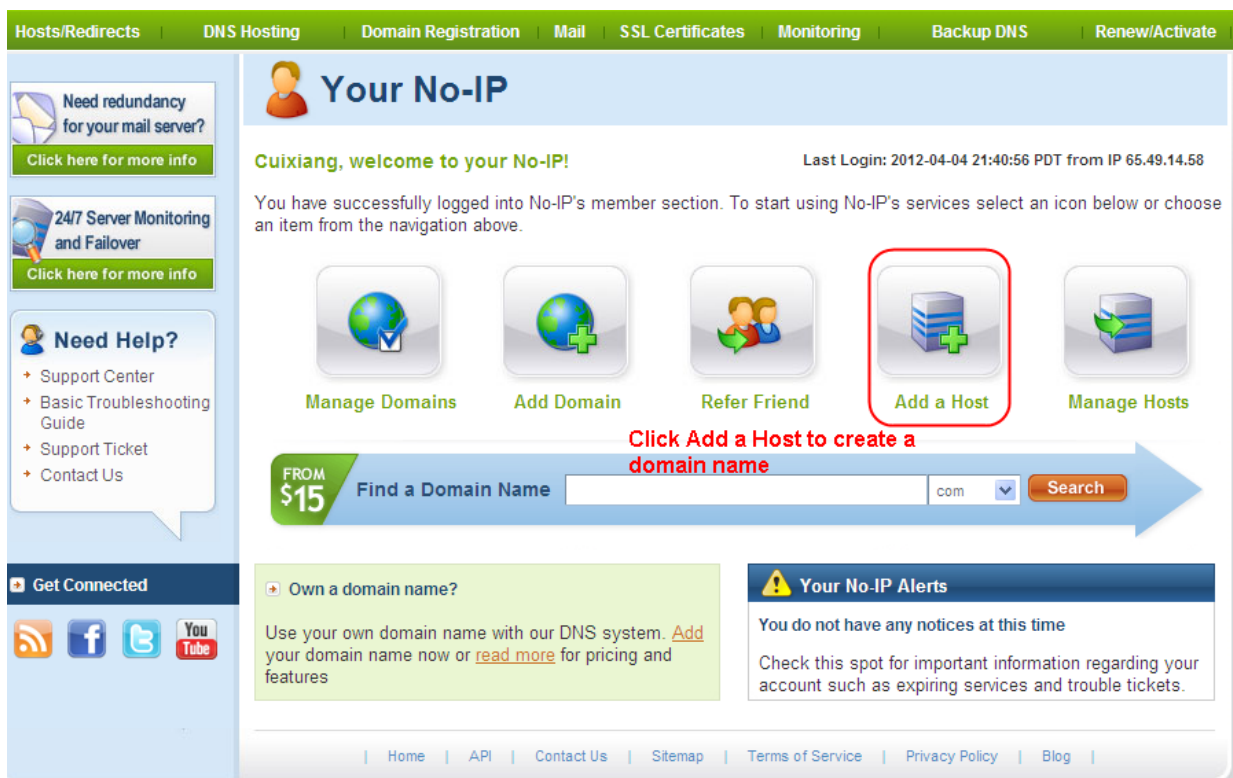 Hosts/Redirects | DNS Hosting | Domain Registration | Mail | SSL Certificates | Monitoring | Backup DNS | Renew/Activate
Need redundancy
for your mail server?
Click here for more info
24/7 Server Monitoring
and Failover
Click here for more info
Need Help?
Support Center
Basic Troubleshooting
Guide
Support Ticket
Contact Us
Get Connected
You
Tube
Your No-IP
Cuixiang, welcome to your No-IP!
Last Login: 2012-04-04 21:40:56 PDT from IP 65.49.14.58
You have successfully logged into No-IP's member section. To start using No-IP's services select an icon below or choose
an item from the navigation above.
Manage Domains
Add Domain
Refer Friend
Add a Host
Manage Hosts
Click Add a Host to create a
domain name
FROM
$15
Find a Domain Name
com
Search
Own a domain name?
Use your own domain name with our DNS system. Add
your domain name now or read more for pricing and
features
Your No-IP Alerts
You do not have any notices at this time
Check this spot for important information regarding your
account such as expiring services and trouble tickets.
| Home | API | Contact Us | Sitemap | Terms of Service | Privacy Policy | Blog |